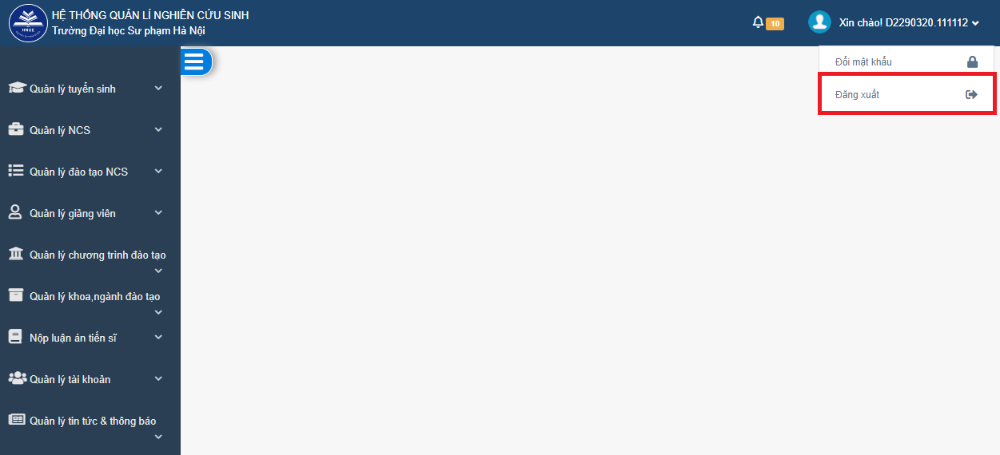 HỆ THỐNG QUẢN LÍ NGHIÊN CỨU SINH
Trường Đại học Sư phạm Hà Nội
HNUE
10
Xin chào! D2290320.111112
Đổi mật khẩu
Đăng xuất
Quản lý tuyển sinh
Quản lý NCS
Quản lý đào tạo NCS
Quản lý giảng viên
Quản lý chương trình đào tạo
Quản lý khoa,ngành đào tạo
Nộp luận án tiến sĩ
Quản lý tài khoản
Quản lý tin tức & thông báo